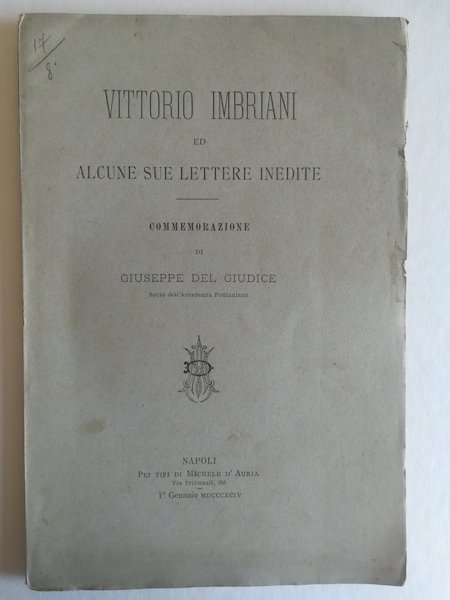 17
8°
VITTORIO IMBRIANI
ED
ALCUNE SUE LETTERE INEDITE
COMMEMORAZIONE
DI
GIUSEPPE DEL GIUDICE
Socio dell'Accademia Pontaniana
NAPOLI
PEI TIPI DI MICHELE D'AURIA
Via Tribunali, 386
1° Gennaio MDCCCXCIV